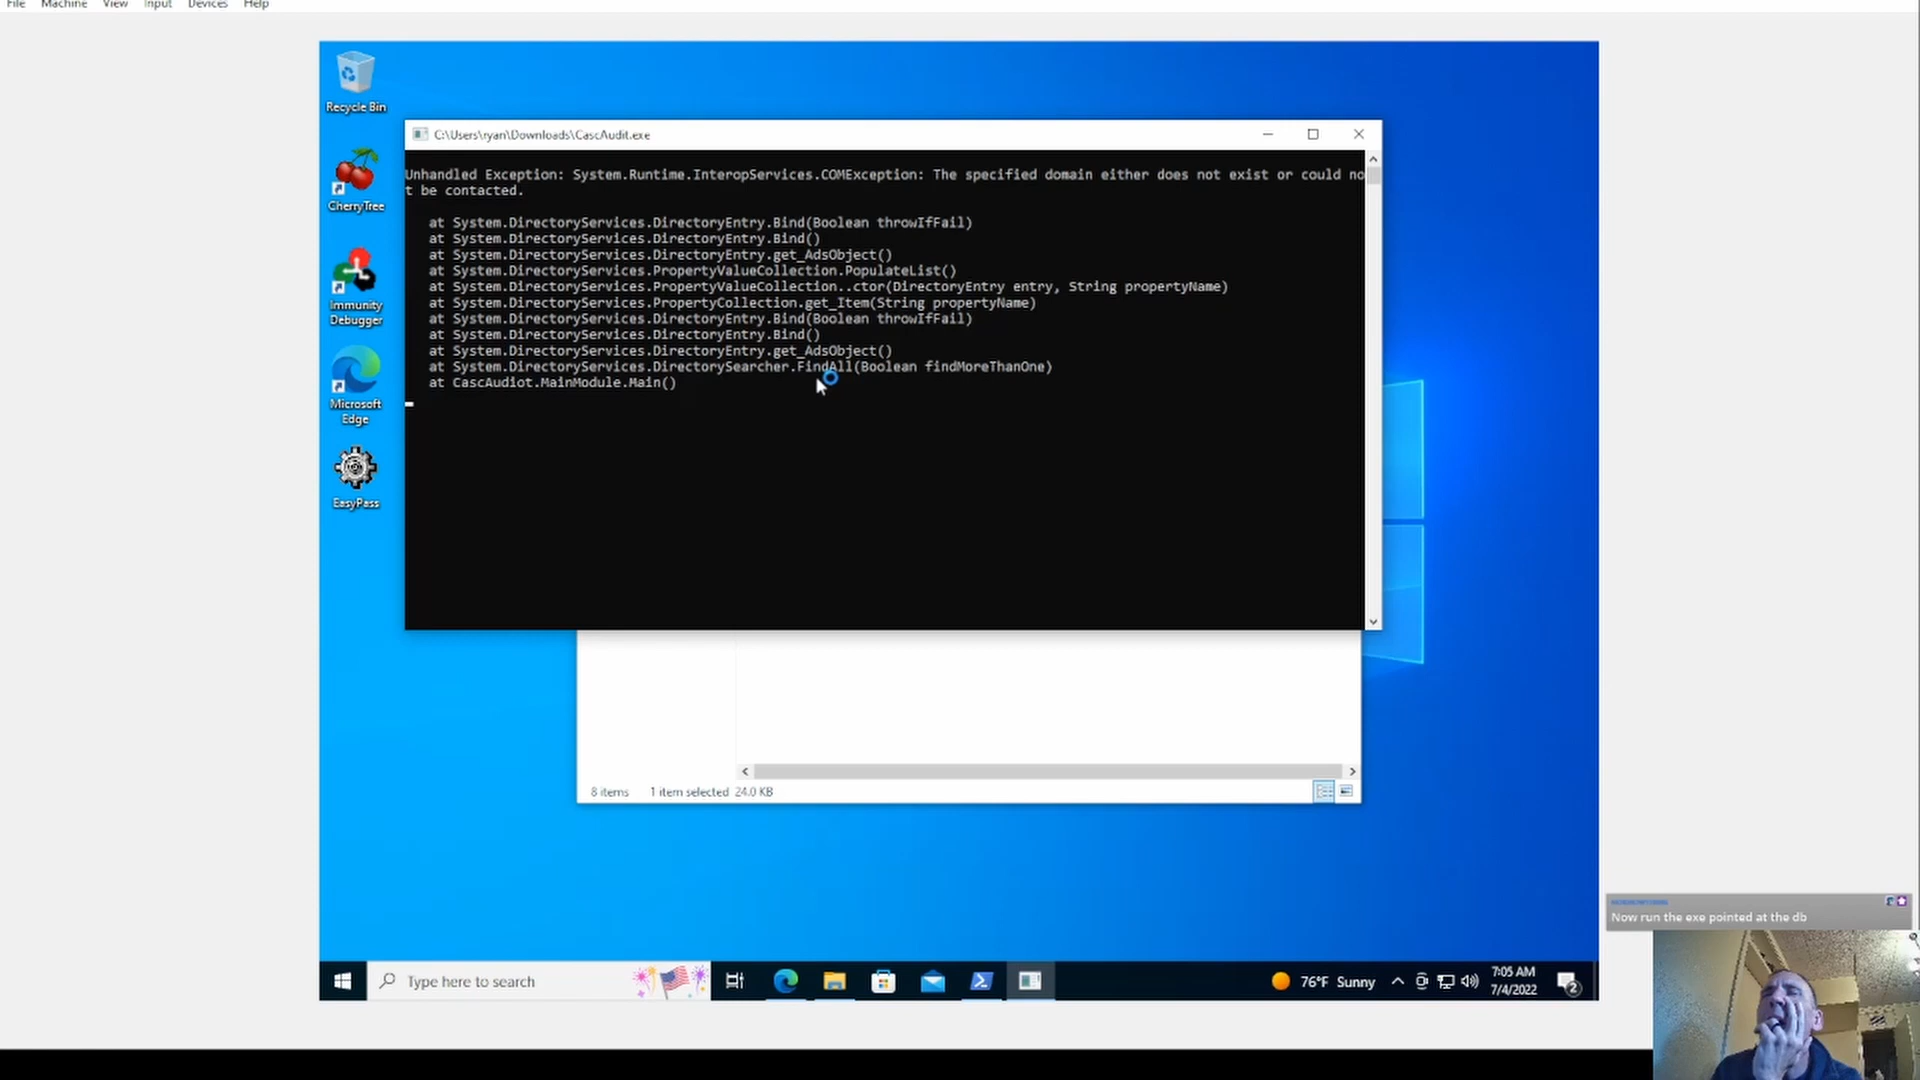 File Machine View Input Devices Help
Recycle Bin
C:\Users\ryan\Downloads\CascAudit.exe
Unhandled Exception: System.Runtime.InteropServices.COMException: The specified domain either does not exist or could no
t be contacted.
at System.DirectoryServices.DirectoryEntry.Bind(Boolean throwIfFail)
at System.DirectoryServices.DirectoryEntry.Bind()
at System.DirectoryServices.DirectoryEntry.get_AdsObject()
at System.DirectoryServices.PropertyValueCollection.PopulateList()
at System.DirectoryServices.PropertyValueCollection..ctor(DirectoryEntry entry, String propertyName)
at System.DirectoryServices.PropertyCollection.get_Item(String propertyName)
at System.DirectoryServices.DirectoryEntry.Bind(Boolean throwIfFail)
at System.DirectoryServices.DirectoryEntry.Bind()
at System.DirectoryServices.DirectoryEntry.get_AdsObject()
at System.DirectoryServices.DirectorySearcher.FindAll(Boolean findMoreThanOne)
at CascAudiot.MainModule.Main()
CherryTree
Immunity
Debugger
Microsoft
Edge
EasyPass
8 items 1 item selected 24.0 KB
Now run the exe pointed at the db
Type here to search
76°F Sunny
7:05 AM
7/4/2022
2